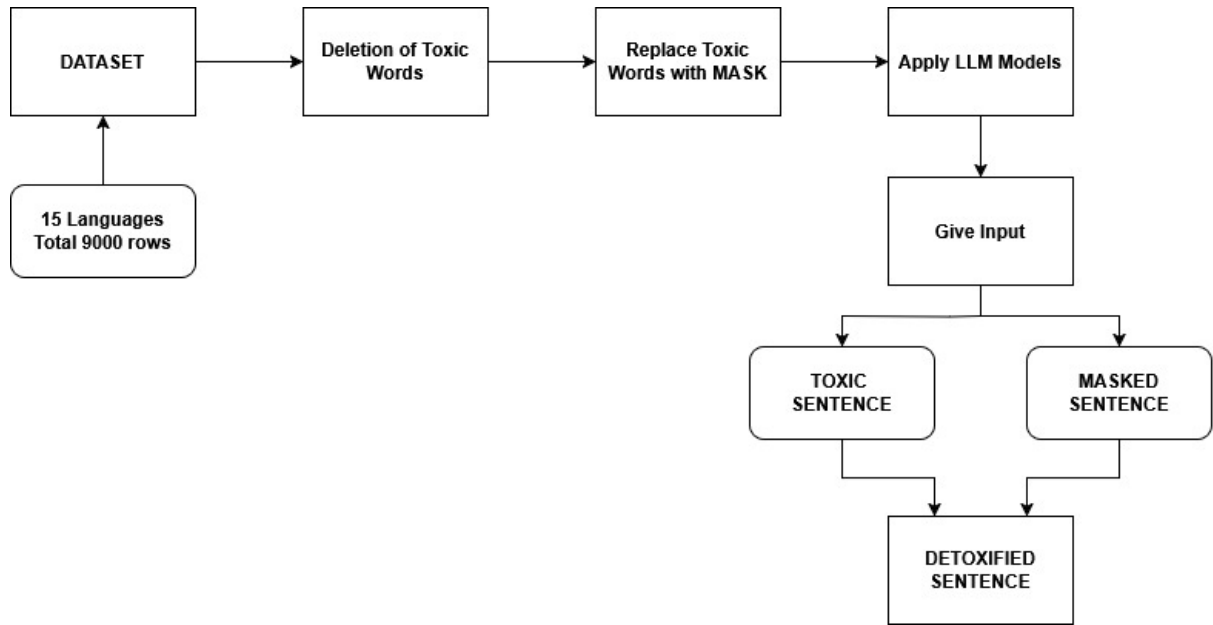 DATASET
Deletion of Toxic
Words
Replace Toxic
Words with MASK
Apply LLM Models
15 Languages
Total 9000 rows
Give Input
TOXIC
SENTENCE
MASKED
SENTENCE
DETOXIFIED
SENTENCE